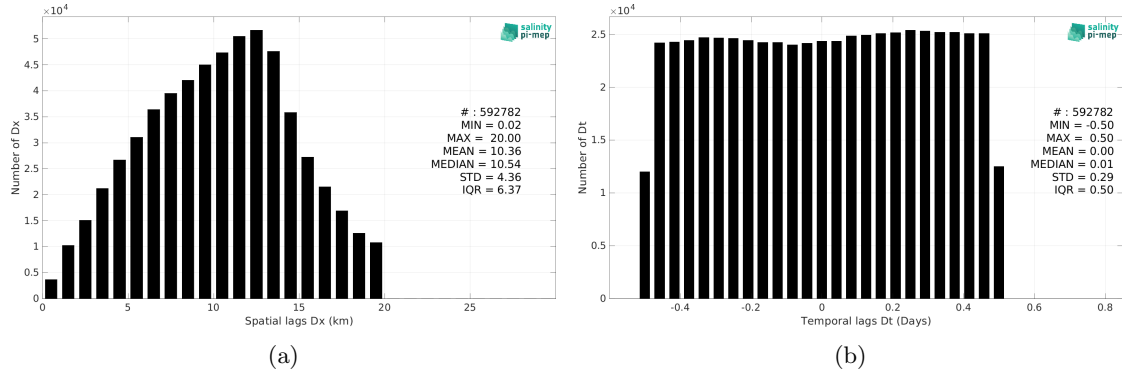 ×10⁴
5
4.5
4
3.5
3
2.5
2
1.5
1
0.5
0
Number of Dx
0 5 10 15 20 25
Spatial lags Dx (km)
salinity
pi-mep
# : 592782
MIN = 0.02
MAX = 20.00
MEAN = 10.36
MEDIAN = 10.54
STD = 4.36
IQR = 6.37
(a)
×10⁴
2.5
2
1.5
1
0.5
0
Number of Dt
-0.4 -0.2 0 0.2 0.4 0.6 0.8
Temporal lags Dt (Days)
salinity
pi-mep
# : 592782
MIN = -0.50
MAX = 0.50
MEAN = 0.00
MEDIAN = 0.01
STD = 0.29
IQR = 0.50
(b)